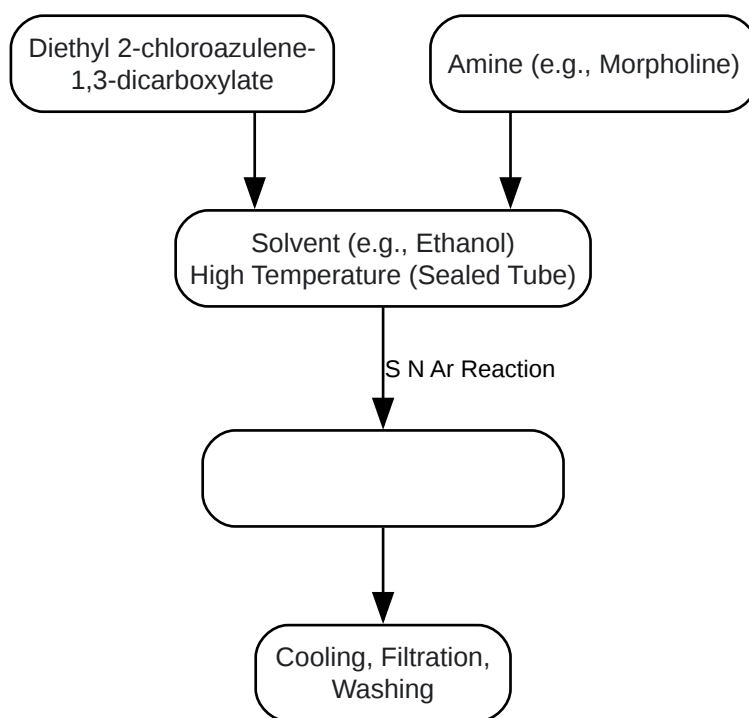 Diethyl 2-chloroazulene-
1,3-dicarboxylate
Amine (e.g., Morpholine)
Solvent (e.g., Ethanol)
High Temperature (Sealed Tube)
S N Ar Reaction
Cooling, Filtration,
Washing